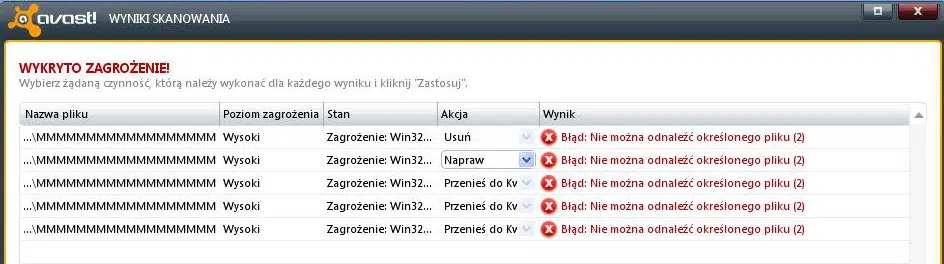 avast! WYNIKI SKANOWANIA
WYKRYTO ZAGROŻENIE!
Wybierz żądaną czynność, którą należy wykonać dla każdego wyniku i kliknij "Zastosuj".
Nazwa pliku Poziom zagrożenia Stan Akcja Wynik
...\MMMMMMMMMMMMMMMMMM Wysoki Zagrożenie: Win32... Usuń Błąd: Nie można odnaleźć określonego pliku (2)
...\MMMMMMMMMMMMMMMMMM Wysoki Zagrożenie: Win32... Napraw Błąd: Nie można odnaleźć określonego pliku (2)
...\MMMMMMMMMMMMMMMMMM Wysoki Zagrożenie: Win32... Przenieś do Kw Błąd: Nie można odnaleźć określonego pliku (2)
...\MMMMMMMMMMMMMMMMMM Wysoki Zagrożenie: Win32... Przenieś do Kw Błąd: Nie można odnaleźć określonego pliku (2)
...\MMMMMMMMMMMMMMMMMM Wysoki Zagrożenie: Win32... Przenieś do Kw Błąd: Nie można odnaleźć określonego pliku (2)